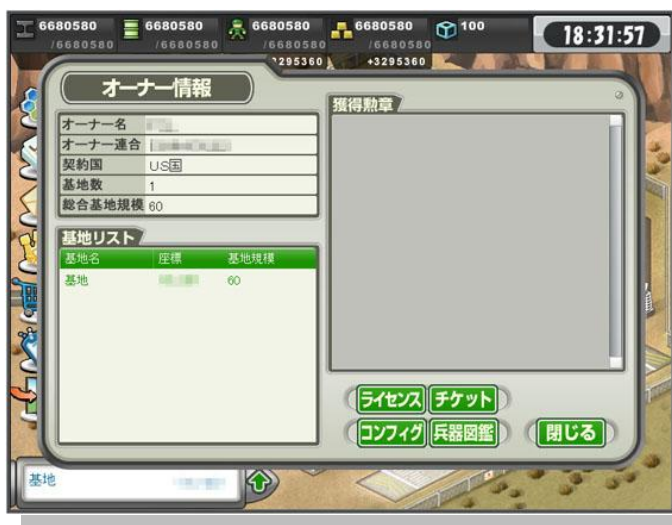 6680580 6680580 6680580 6680580 100
/6680580 /6680580 /6680580 /6680580
18:31:57
+3295360
オーナー情報
オーナー名
オーナー連合
契約国 US国
基地数 1
総合基地規模 60
基地リスト
基地名 座標 基地規模
基地 60
獲得勲章
ライセンス チケット
コンフィグ 兵器図鑑 閉じる
基地